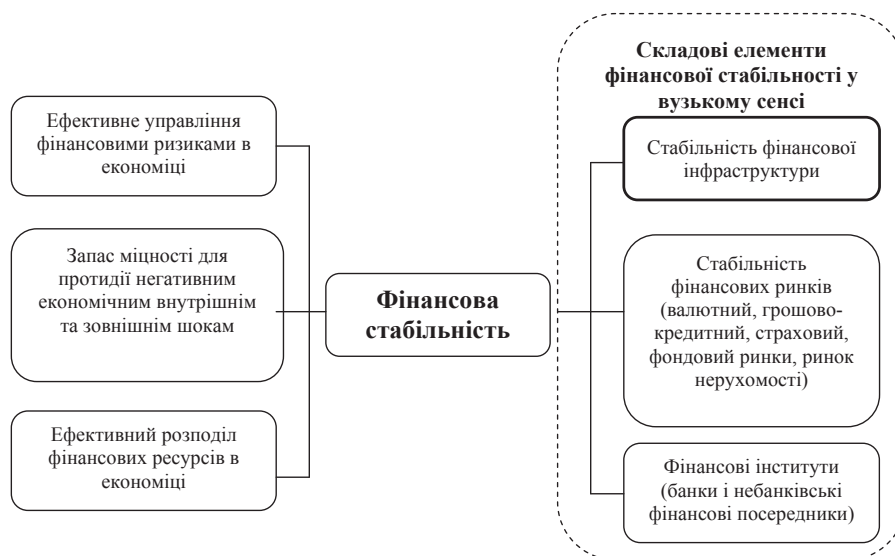 Ефективне управління
фінансовими ризиками в
економіці
Запас міцності для
протидії негативним
економічним внутрішнім
та зовнішнім шокам
Ефективний розподіл
фінансових ресурсів в
економіці
Фінансова
стабільність
Складові елементи
фінансової стабільності у
вузькому сенсі
Стабільність фінансової
інфраструктури
Стабільність
фінансових ринків
(валютний, грошово-
кредитний, страховий,
фондовий ринки, ринок
нерухомості)
Фінансові інститути
(банки і небанківські
фінансові посередники)